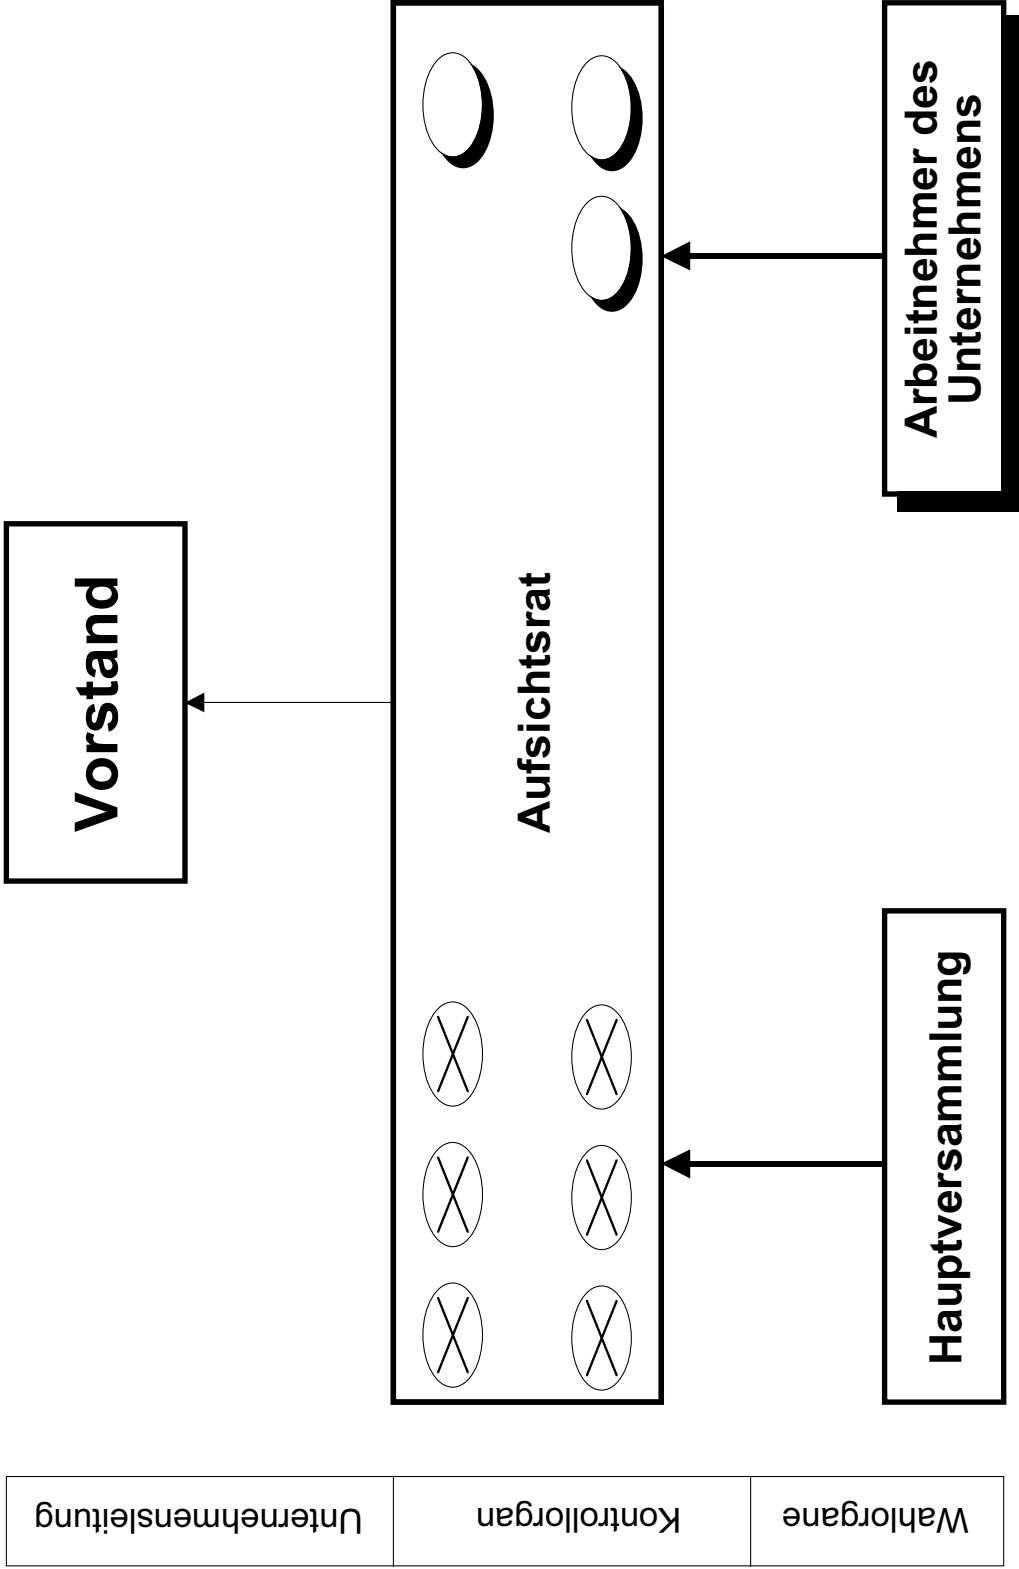 Unternehmensleitung
Vorstand
Kontrollorgan
Aufsichtsrat
Wahlorgane
Hauptversammlung
Arbeitnehmer des
Unternehmens